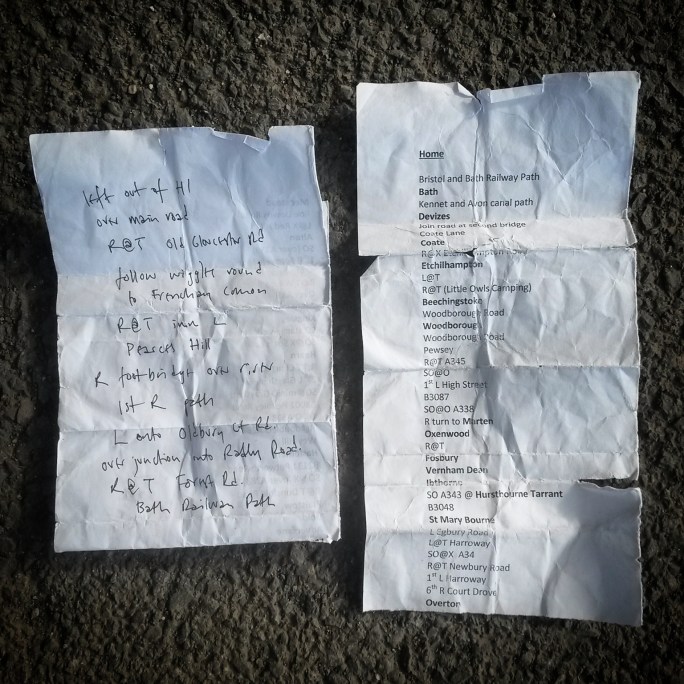 left out of H1
over main road
R@T Old Gloucester Rd
follow wiggle round
to Frenchay Common
R@T imm L
Pearces Hill
R footbridge over river
1st R path
L onto Oldbury Ct Rd.
over junction into Rd.
R@T Forest Rd.
Bath Railway Path
Home
Bristol and Bath Railway Path
Bath
Kennet and Avon canal path
Devizes
Join road at second bridge
Coate Lane
Coate
R@X Etchilhampton
Etchilhampton
L@T
R@T (Little Owls Camping)
Beechingstoke
Woodborough Road
Woodborough
Woodborough Road
Pewsey
R@T A345
SO@O
1st L High Street
B3087
SO@O A338
R turn to Marten
Oxenwood
R@T
Fosbury
Vernham Dean
Ibthorpe
SO A343 @ Hurstbourne Tarrant
B3048
St Mary Bourne
L Egbury Road
L@T Harroway
SO@X A34
R@T Newbury Road
1st L Harroway
6th R Court Drove
Overton